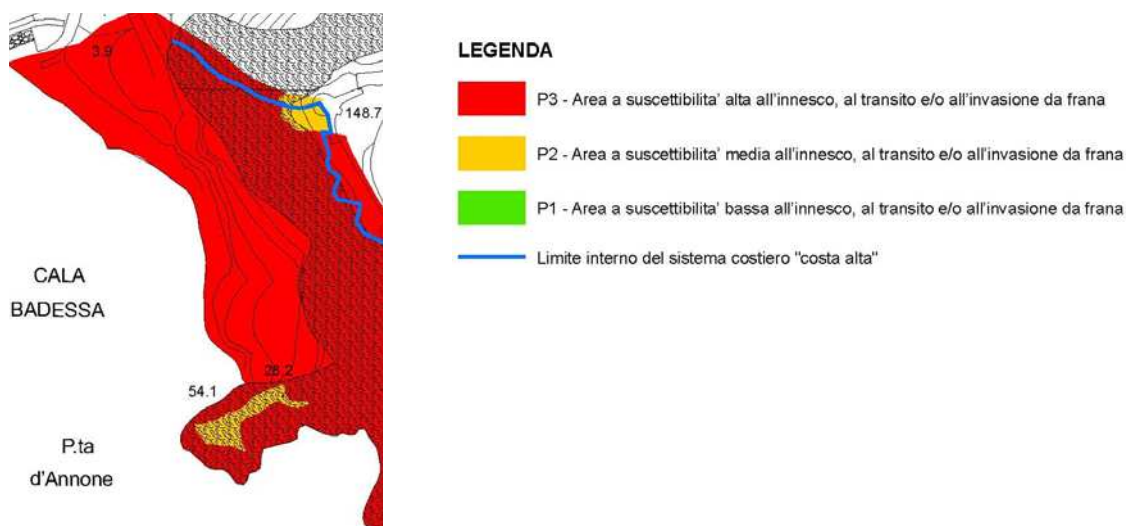 3.9
148.7
CALA
BADESSA
28.2
54.1
P.ta
d'Annone
LEGENDA
P3 - Area a suscettibilita' alta all'innesco, al transito e/o all'invasione da frana
P2 - Area a suscettibilita' media all'innesco, al transito e/o all'invasione da frana
P1 - Area a suscettibilita' bassa all'innesco, al transito e/o all'invasione da frana
Limite interno del sistema costiero "costa alta"